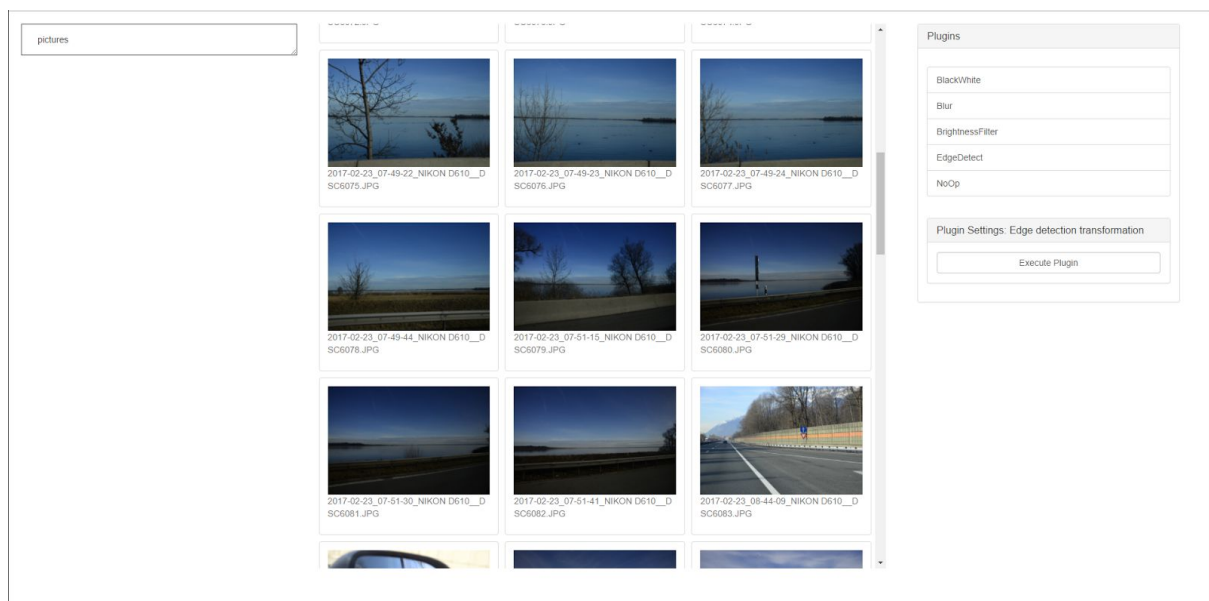 pictures
2017-02-23_07-49-22_NIKON D610__D
SC6075.JPG
2017-02-23_07-49-23_NIKON D610__D
SC6076.JPG
2017-02-23_07-49-24_NIKON D610__D
SC6077.JPG
2017-02-23_07-49-44_NIKON D610__D
SC6078.JPG
2017-02-23_07-51-15_NIKON D610__D
SC6079.JPG
2017-02-23_07-51-29_NIKON D610__D
SC6080.JPG
2017-02-23_07-51-30_NIKON D610__D
SC6081.JPG
2017-02-23_07-51-41_NIKON D610__D
SC6082.JPG
2017-02-23_08-44-09_NIKON D610__D
SC6083.JPG
Plugins
BlackWhite
Blur
BrightnessFilter
EdgeDetect
NoOp
Plugin Settings: Edge detection transformation
Execute Plugin